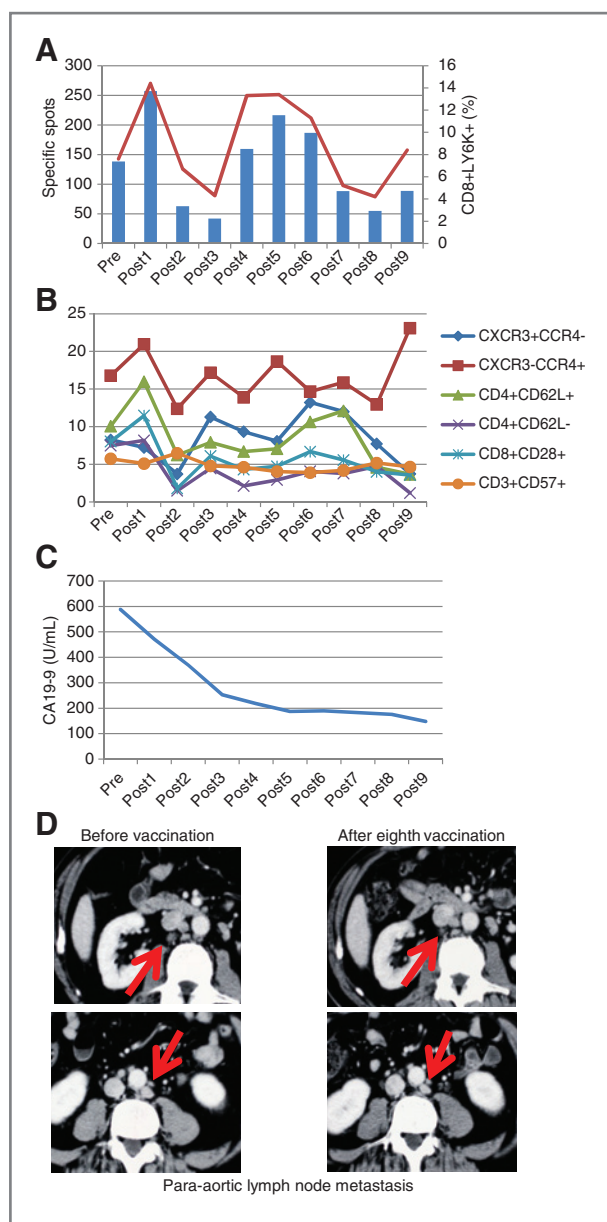 A
Specific spots
300
250
200
150
100
50
0
16
14
12
10
8
6
4
2
0
CD8+LY6K+ (%)
Pre Post1 Post2 Post3 Post4 Post5 Post6 Post7 Post8 Post9
B
25
20
15
10
5
0
Pre Post1 Post2 Post3 Post4 Post5 Post6 Post7 Post8 Post9
CXCR3+CCR4-
CXCR3-CCR4+
CD4+CD62L+
CD4+CD62L-
CD8+CD28+
CD3+CD57+
C
CA19-9 (U/mL)
700
600
500
400
300
200
100
0
Pre Post1 Post2 Post3 Post4 Post5 Post6 Post7 Post8 Post9
D
Before vaccination
After eighth vaccination
Para-aortic lymph node metastasis